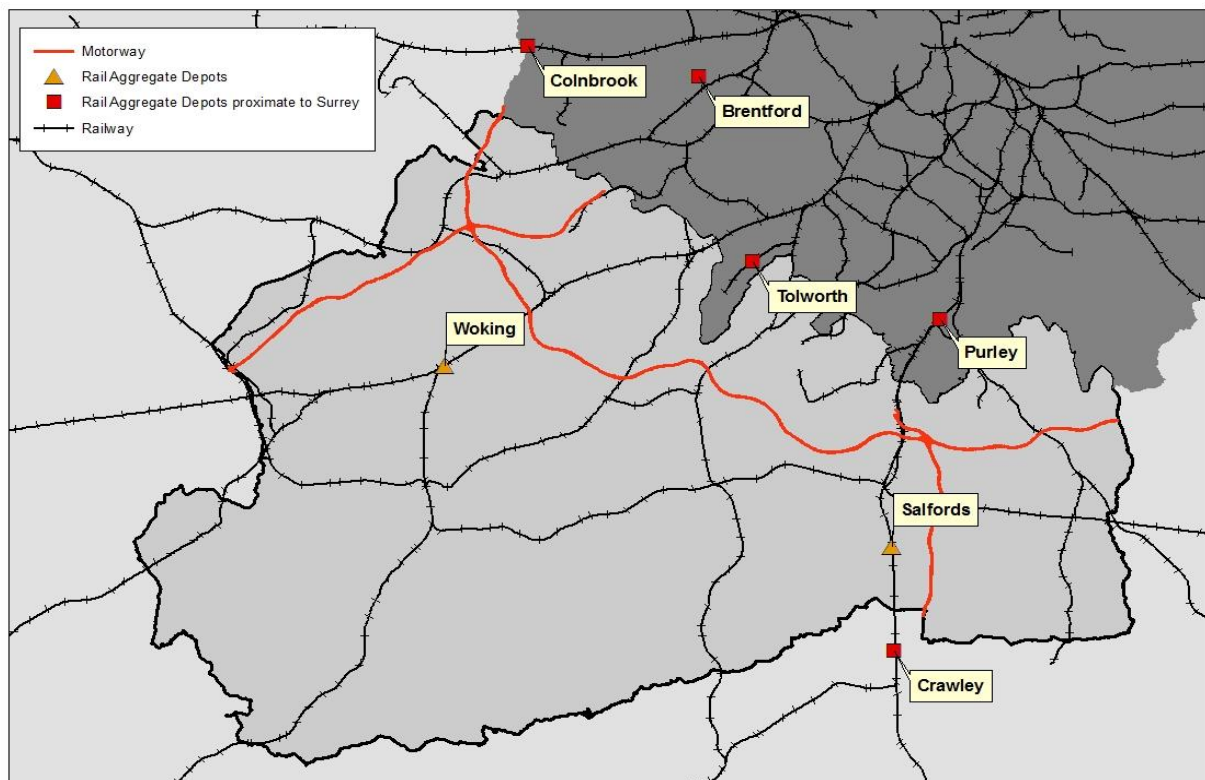 Motorway
Rail Aggregate Depots
Rail Aggregate Depots proximate to Surrey
Railway
Colnbrook
Brentford
Tolworth
Woking
Purley
Salfords
Crawley